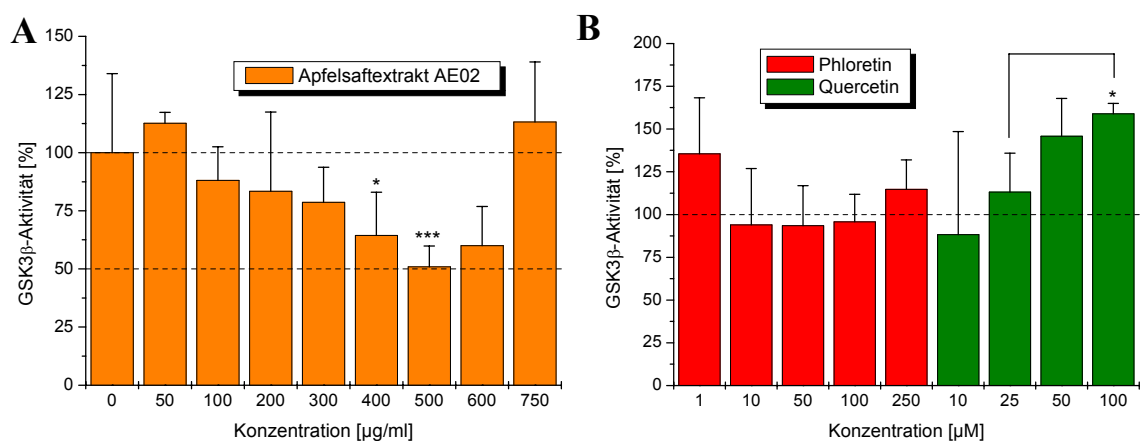 A
150
125
100
75
50
25
0
GSK3β-Aktivität [%]
Apfelsaftextrakt AE02
*
***
0 50 100 200 300 400 500 600 750
Konzentration [µg/ml]
B
200
175
150
125
100
75
50
25
0
GSK3β-Aktivität [%]
Phloretin
Quercetin
*
1 10 50 100 250 10 25 50 100
Konzentration [µM]